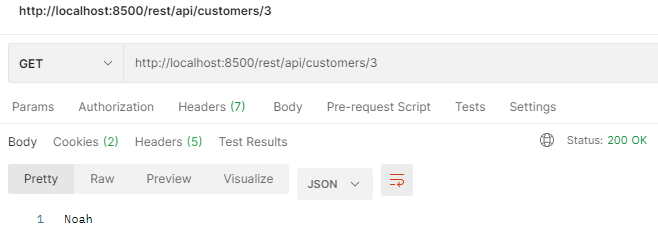 http://localhost:8500/rest/api/customers/3
GET http://localhost:8500/rest/api/customers/3
Params Authorization Headers (7) Body Pre-request Script Tests Settings
Body Cookies (2) Headers (5) Test Results Status: 200 OK
Pretty Raw Preview Visualize JSON
1 Noah